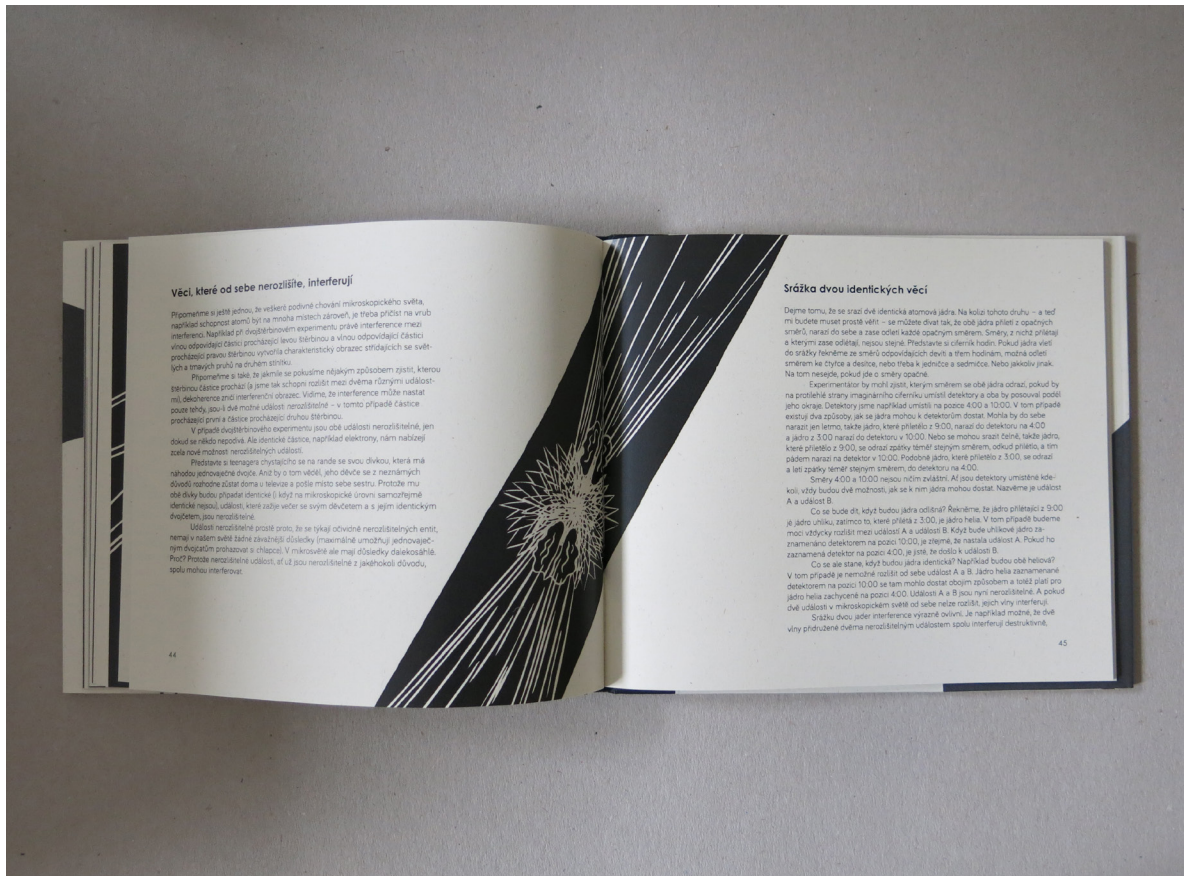 Věci, které od sebe nerozlišíte, interferují
Připomeňme si ještě jednou, že veškeré podivné chování mikroskopického světa,
například schopnost atomů být na mnoha místech zároveň, je třeba přičíst na vrub
interferenci. Například při dvojštěrbinovém experimentu právě interference mezi
vlnou odpovídající částici procházející levou štěrbinou a vlnou odpovídající částici
procházející pravou štěrbinou vytvořila charakteristický obrazec střídajících se svět-
lých a tmavých pruhů na druhém stínítku.
Připomeňme si také, že jakmile se pokusíme nějakým způsobem zjistit, kterou
štěrbinou částice prochází (a jsme tak schopni rozlišit mezi dvěma různými událost-
mi), dekoherence zničí interferenční obrazec. Vidíme, že interference může nastat
pouze tehdy, jsou-li dvě možné události nerozlišitelné – v tomto případě částice
procházející první a částice procházející druhou štěrbinou.
V případě dvojštěrbinového experimentu jsou obě události nerozlišitelné, jen
dokud se někdo nepodívá. Ale identické částice, například elektrony, nám nabízejí
zcela nové možnosti nerozlišitelných událostí.
Představte si teenagera chystajícího se na rande se svou dívkou, která má
náhodou jednovaječné dvojče. Aniž by o tom věděl, jeho děvče se z neznámých
důvodů rozhodne zůstat doma u televize a pošle místo sebe sestru. Protože mu
obě dívky budou připadat identické (i když na mikroskopické úrovni samozřejmě
identické nejsou), události, které zažije večer se svým děvčetem a s jejím identickým
dvojčetem, jsou nerozlišitelné.
Události nerozlišitelné prostě proto, že se týkají očividně nerozlišitelných entit,
nemají v našem světě žádné závažnější důsledky (maximálně umožňují jednovaječ-
ným dvojčatům prohazovat si chlapce). V mikrosvětě ale mají důsledky dalekosáhlé.
Proč? Protože nerozlišitelné události, ať už jsou nerozlišitelné z jakéhokoli důvodu,
spolu mohou interferovat.
44
Srážka dvou identických věcí
Dejme tomu, že se srazí dvě identická atomová jádra. Na kolizi tohoto druhu – a teď
mi budete muset prostě věřit – se můžete dívat tak, že obě jádra přiletí z opačných
směrů, narazí do sebe a zase odletí každé opačným směrem. Směry, z nichž přilétají
a kterými zase odlétají, nejsou stejné. Představte si ciferník hodin. Pokud jádra vletí
do srážky řekněme ze směrů odpovídajících devíti a třem hodinám, možná odletí
směrem ke čtyřce a desítce, nebo třeba k jedničce a sedmičce. Nebo jakkoliv jinak.
Na tom nesejde, pokud jde o směry opačné.
Experimentátor by mohl zjistit, kterým směrem se obě jádra odrazí, pokud by
na protilehlé strany imaginárního ciferníku umístil detektory a oba by posouval podél
jeho okraje. Detektory jsme například umístili na pozice 4:00 a 10:00. V tom případě
existují dva způsoby, jak se jádra mohou k detektorům dostat. Mohla by do sebe
narazit jen letmo, takže jádro, které přiletělo z 9:00, narazí do detektoru na 4:00
a jádro z 3:00 narazí do detektoru v 10:00. Nebo se mohou srazit čelně, takže jádro,
které přiletělo z 9:00, se odrazí zpátky téměř stejným směrem, odkud přiletělo, a tím
pádem narazí na detektor v 10:00. Podobně jádro, které přiletělo z 3:00, se odrazí
a letí zpátky téměř stejným směrem, do detektoru na 4:00.
Směry 4:00 a 10:00 nejsou ničím zvláštní. Ať jsou detektory umístěné kde-
koli, vždy budou dvě možnosti, jak se k nim jádra mohou dostat. Nazvěme je událost
A a událost B.
Co se bude dít, když budou jádra odlišná? Řekněme, že jádro přilétající z 9:00
je jádro uhlíku, zatímco to, které přilétá z 3:00, je jádro helia. V tom případě budeme
moci vždycky rozlišit mezi událostí A a událostí B. Když bude uhlíkové jádro za-
znamenáno detektorem na pozici 10:00, je zřejmé, že nastala událost A. Pokud ho
zaznamená detektor na pozici 4:00, je jisté, že došlo k události B.
Co se ale stane, když budou jádra identická? Například budou obě heliová?
V tom případě je nemožné rozlišit od sebe událost A a B. Jádro helia zaznamenané
detektorem na pozici 10:00 se tam mohlo dostat obojím způsobem a totéž platí pro
jádro helia zachycené na pozici 4:00. Události A a B jsou nyní nerozlišitelné. A pokud
dvě události v mikroskopickém světě od sebe nelze rozlišit, jejich vlny interferují.
Srážku dvou jader interference výrazně ovlivní. Je například možné, že dvě
vlny přidružené dvěma nerozlišitelným událostem spolu interferují destruktivně,
45